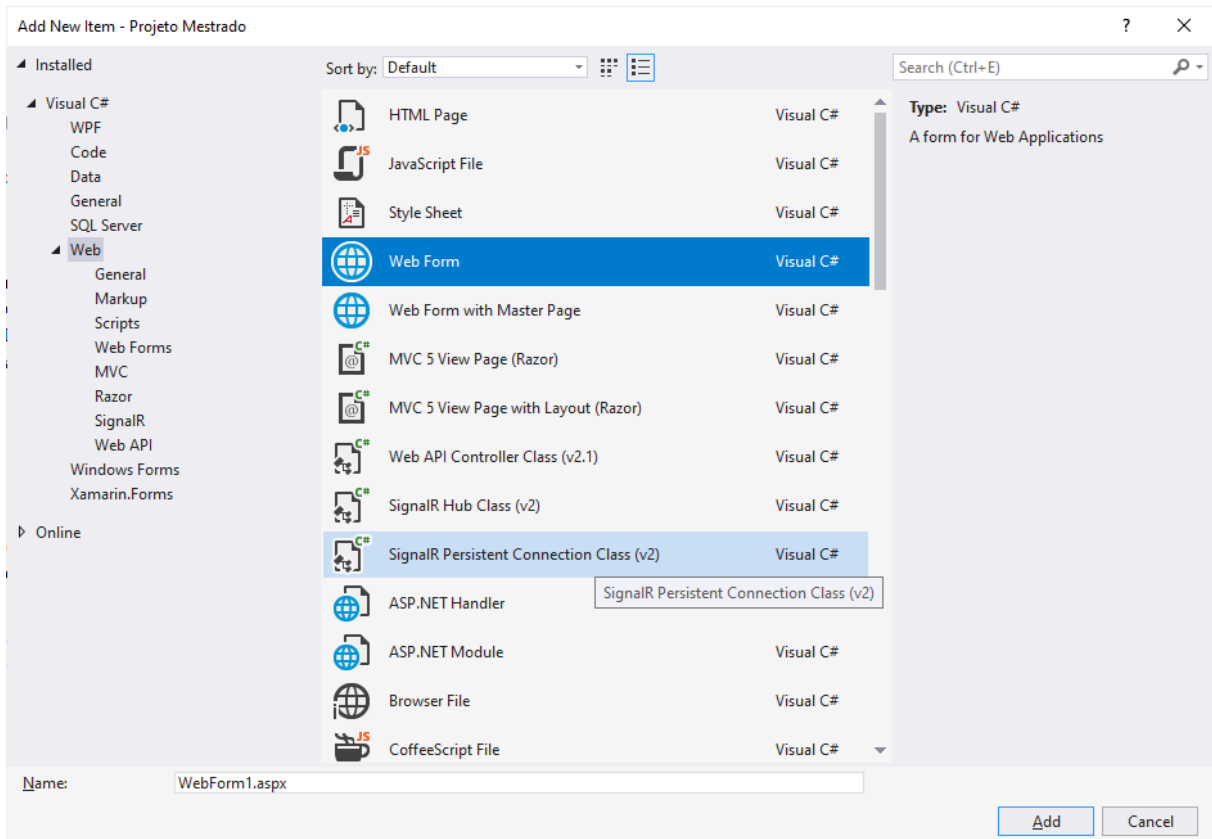 Add New Item - Projeto Mestrado
?
Installed
Sort by: Default
Search (Ctrl+E)
Visual C#
WPF
Code
Data
General
SQL Server
Web
General
Markup
Scripts
Web Forms
MVC
Razor
SignalR
Web API
Windows Forms
Xamarin.Forms
Online
HTML Page Visual C#
JavaScript File Visual C#
Style Sheet Visual C#
Web Form Visual C#
Web Form with Master Page Visual C#
MVC 5 View Page (Razor) Visual C#
MVC 5 View Page with Layout (Razor) Visual C#
Web API Controller Class (v2.1) Visual C#
SignalR Hub Class (v2) Visual C#
SignalR Persistent Connection Class (v2) Visual C#
SignalR Persistent Connection Class (v2)
ASP.NET Handler
ASP.NET Module Visual C#
Browser File Visual C#
CoffeeScript File Visual C#
Type: Visual C#
A form for Web Applications
Name: WebForm1.aspx
Add Cancel